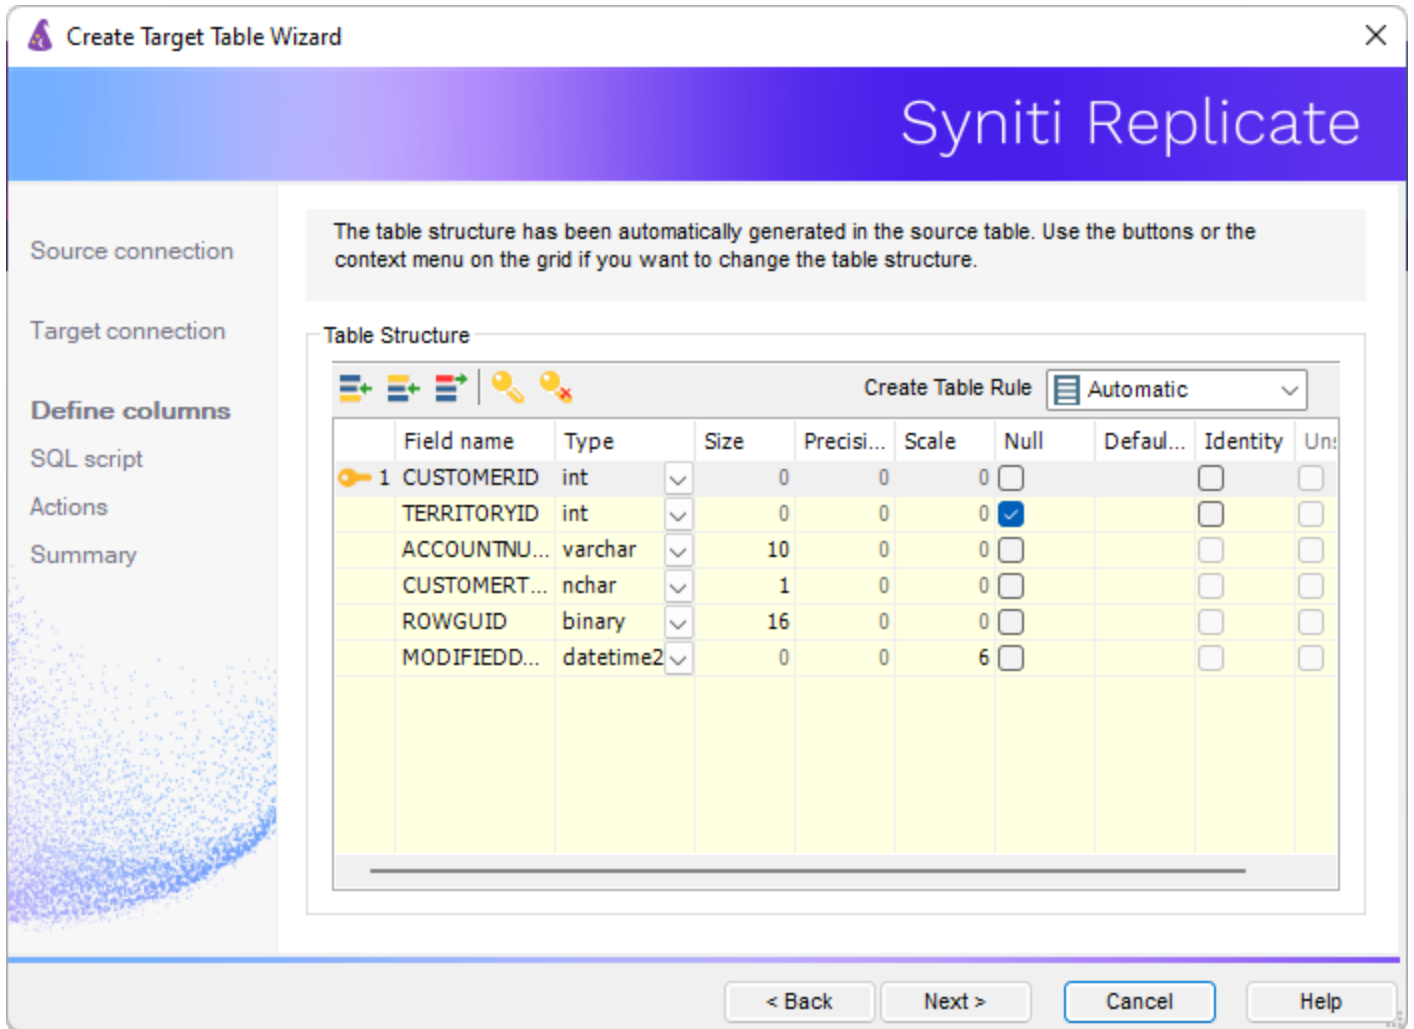 Create Target Table Wizard
Syniti Replicate
Source connection
Target connection
Define columns
SQL script
Actions
Summary
The table structure has been automatically generated in the source table. Use the buttons or the
context menu on the grid if you want to change the table structure.
Table Structure
Create Table Rule Automatic
Field name Type Size Precisi... Scale Null Defaul... Identity Uns
1 CUSTOMERID int 0 0 0
TERRITORYID int 0 0 0
ACCOUNTNU... varchar 10 0 0
CUSTOMERT... nchar 1 0 0
ROWGUID binary 16 0 0
MODIFIEDD... datetime2 0 0 6
< Back Next > Cancel Help